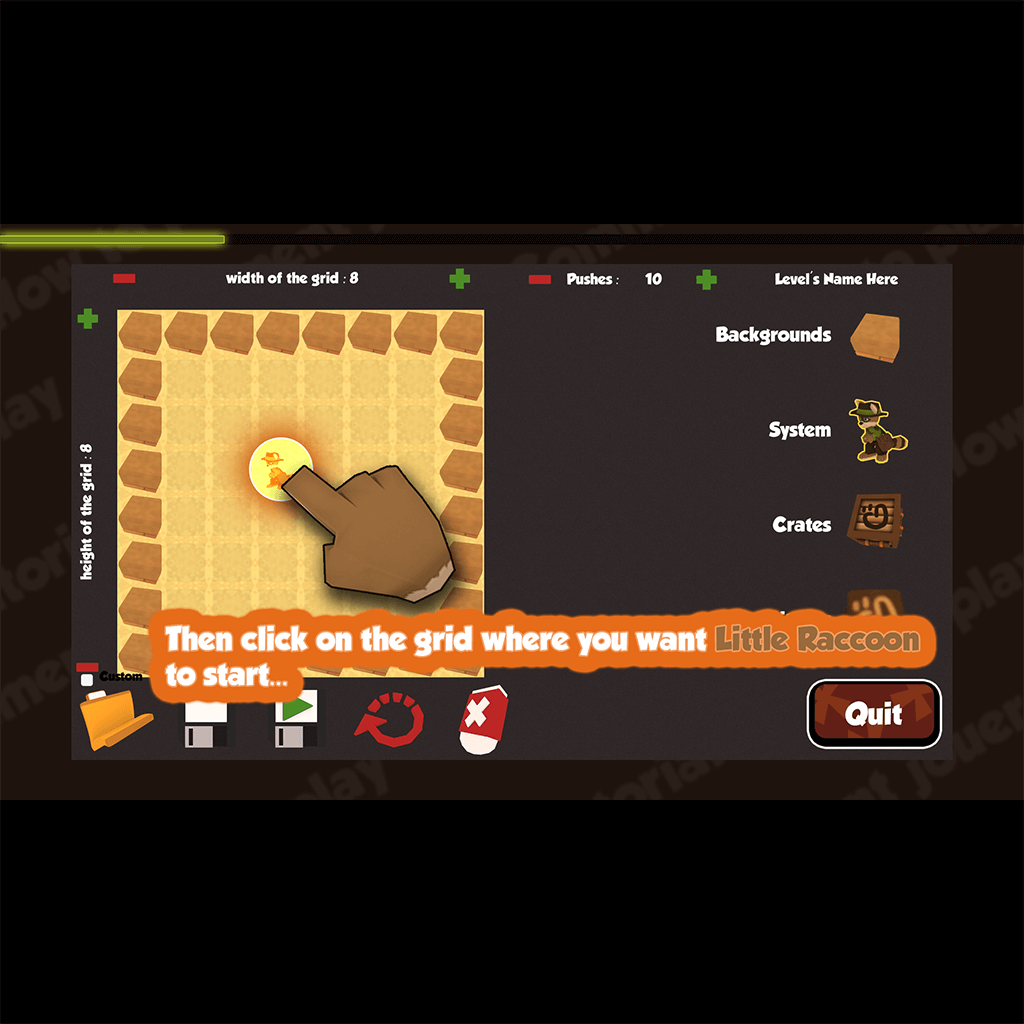 width of the grid : 8
Pushes : 10
Level's Name Here
Backgrounds
System
height of the grid : 8
Crates
Then click on the grid where you want Little Raccoon
to start...
Custom
Quit